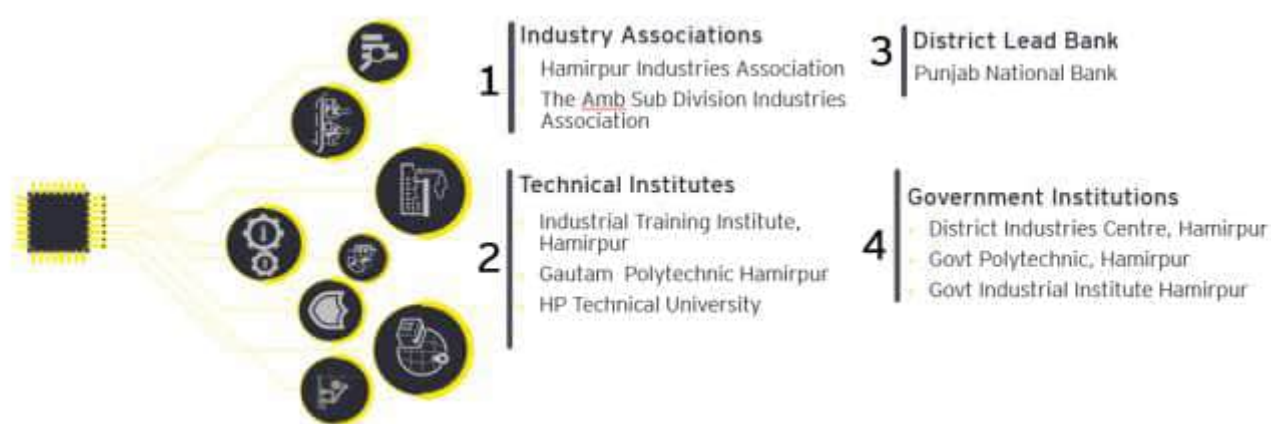 1
Industry Associations
Hamirpur Industries Association
The Amb Sub Division Industries
Association
2
Technical Institutes
Industrial Training Institute,
Hamirpur
Gautam Polytechnic Hamirpur
HP Technical University
3
District Lead Bank
Punjab National Bank
4
Government Institutions
District Industries Centre, Hamirpur
Govt Polytechnic, Hamirpur
Govt Industrial Institute Hamirpur